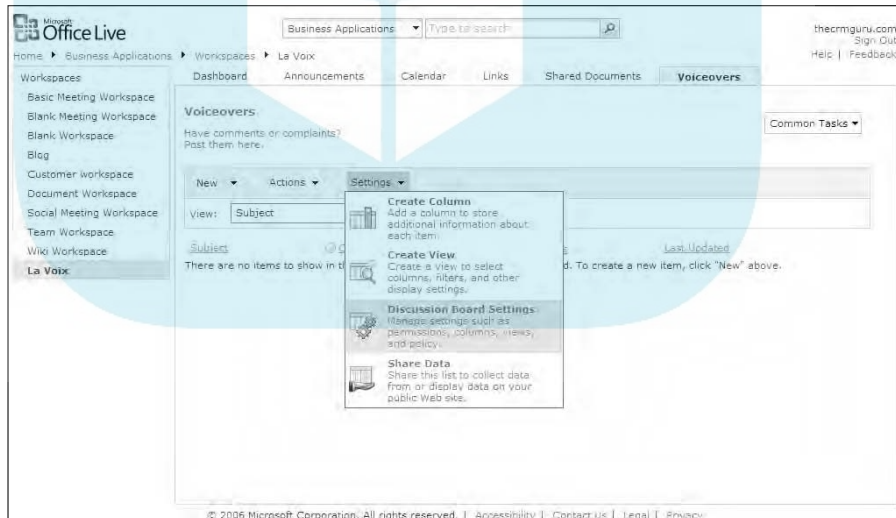 Microsoft
Office Live
Business Applications
Type to search
thecrmguru.com
Sign Out
Help | Feedback
Home ▶ Business Applications ▶ Workspaces ▶ La Voix
Workspaces
Basic Meeting Workspace
Blank Meeting Workspace
Blank Workspace
Blog
Customer workspace
Document Workspace
Social Meeting Workspace
Team Workspace
Wiki Workspace
La Voix
Dashboard Announcements Calendar Links Shared Documents Voiceovers
Voiceovers
Have comments or complaints?
Post them here.
Common Tasks
New Actions Settings
View: Subject
Create Column
Add a column to store
additional information about
each item.
Create View
Create a view to select
columns, filters, and other
display settings.
Discussion Board Settings
Manage settings such as
permissions, columns, views,
and policy.
Share Data
Share this list to collect data
from or display data on your
public Web site.
Subject Last Updated
There are no items to show in d. To create a new item, click "New" above.
© 2006 Microsoft Corporation. All rights reserved. | Accessibility | Contact Us | Legal | Privacy